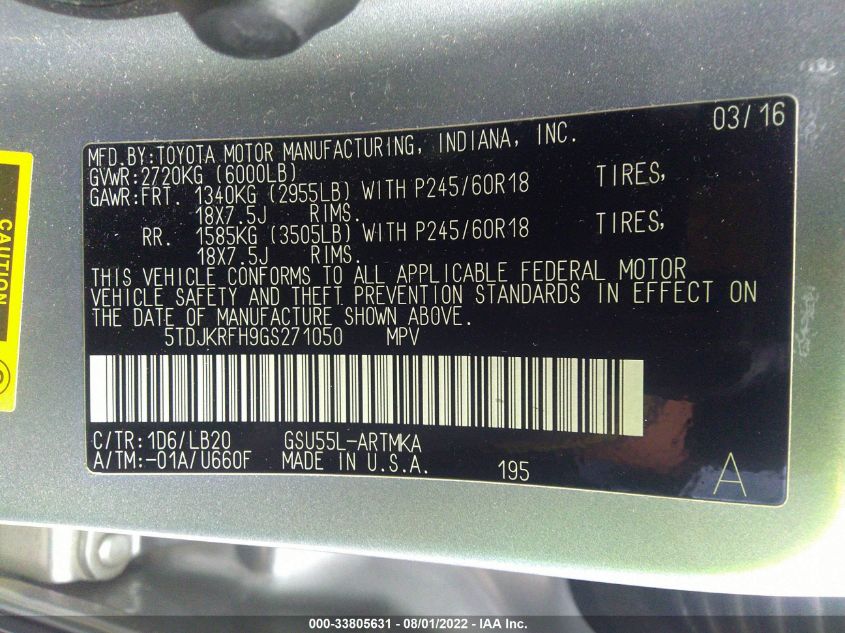 03/16
MFD.BY:TOYOTA MOTOR MANUFACTURING, INDIANA, INC.
GVWR:2720KG (6000LB)
GAWR:FRT. 1340KG (2955LB) WITH P245/60R18 TIRES,
18X7.5J RIMS.
RR. 1585KG (3505LB) WITH P245/60R18 TIRES,
18X7.5J RIMS.
THIS VEHICLE CONFORMS TO ALL APPLICABLE FEDERAL MOTOR
VEHICLE SAFETY AND THEFT PREVENTION STANDARDS IN EFFECT ON
THE DATE OF MANUFACTURE SHOWN ABOVE.
5TDJKRFH9GS271050 MPV
C/TR:1D6/LB20 GSU55L-ARTMKA
A/TM:-01A/U660F MADE IN U.S.A. 195 A
CAUTION
000-33805631 - 08/01/2022 - IAA Inc.